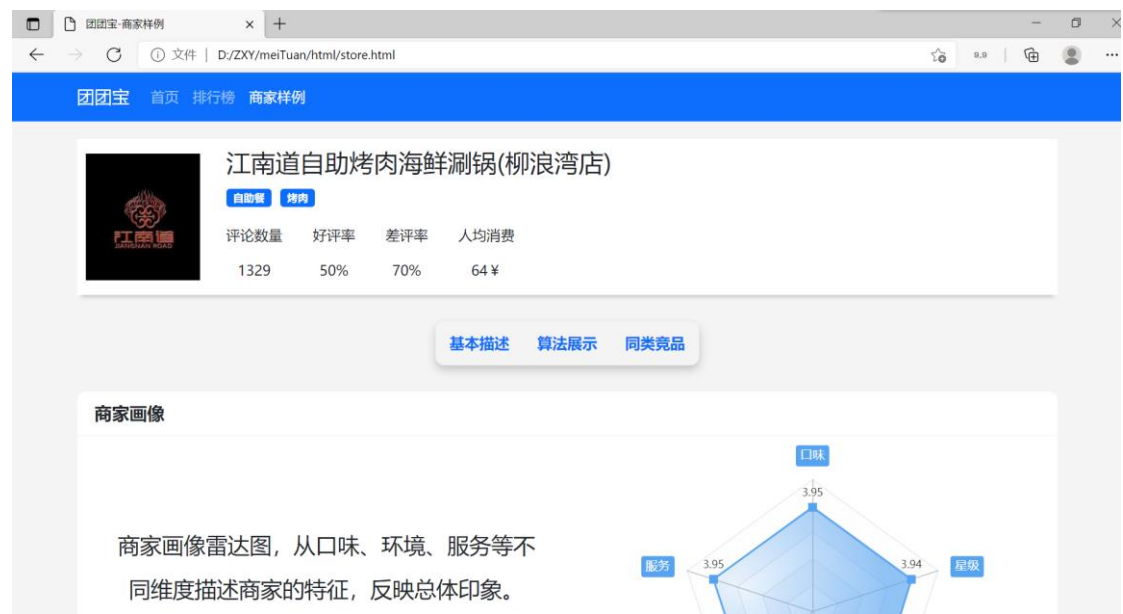 团团宝-商家样例
文件 | D:/ZXY/meiTuan/html/store.html
团团宝 首页 排行榜 商家样例
江南道自助烤肉海鲜涮锅(柳浪湾店)
自助餐 烤肉
江南道
JIANGNAN ROAD
评论数量 好评率 差评率 人均消费
1329 50% 70% 64¥
基本描述 算法展示 同类竞品
商家画像
口味
3.95
商家画像雷达图，从口味、环境、服务等不
同维度描述商家的特征，反映总体印象。
服务 3.95 3.94 星级